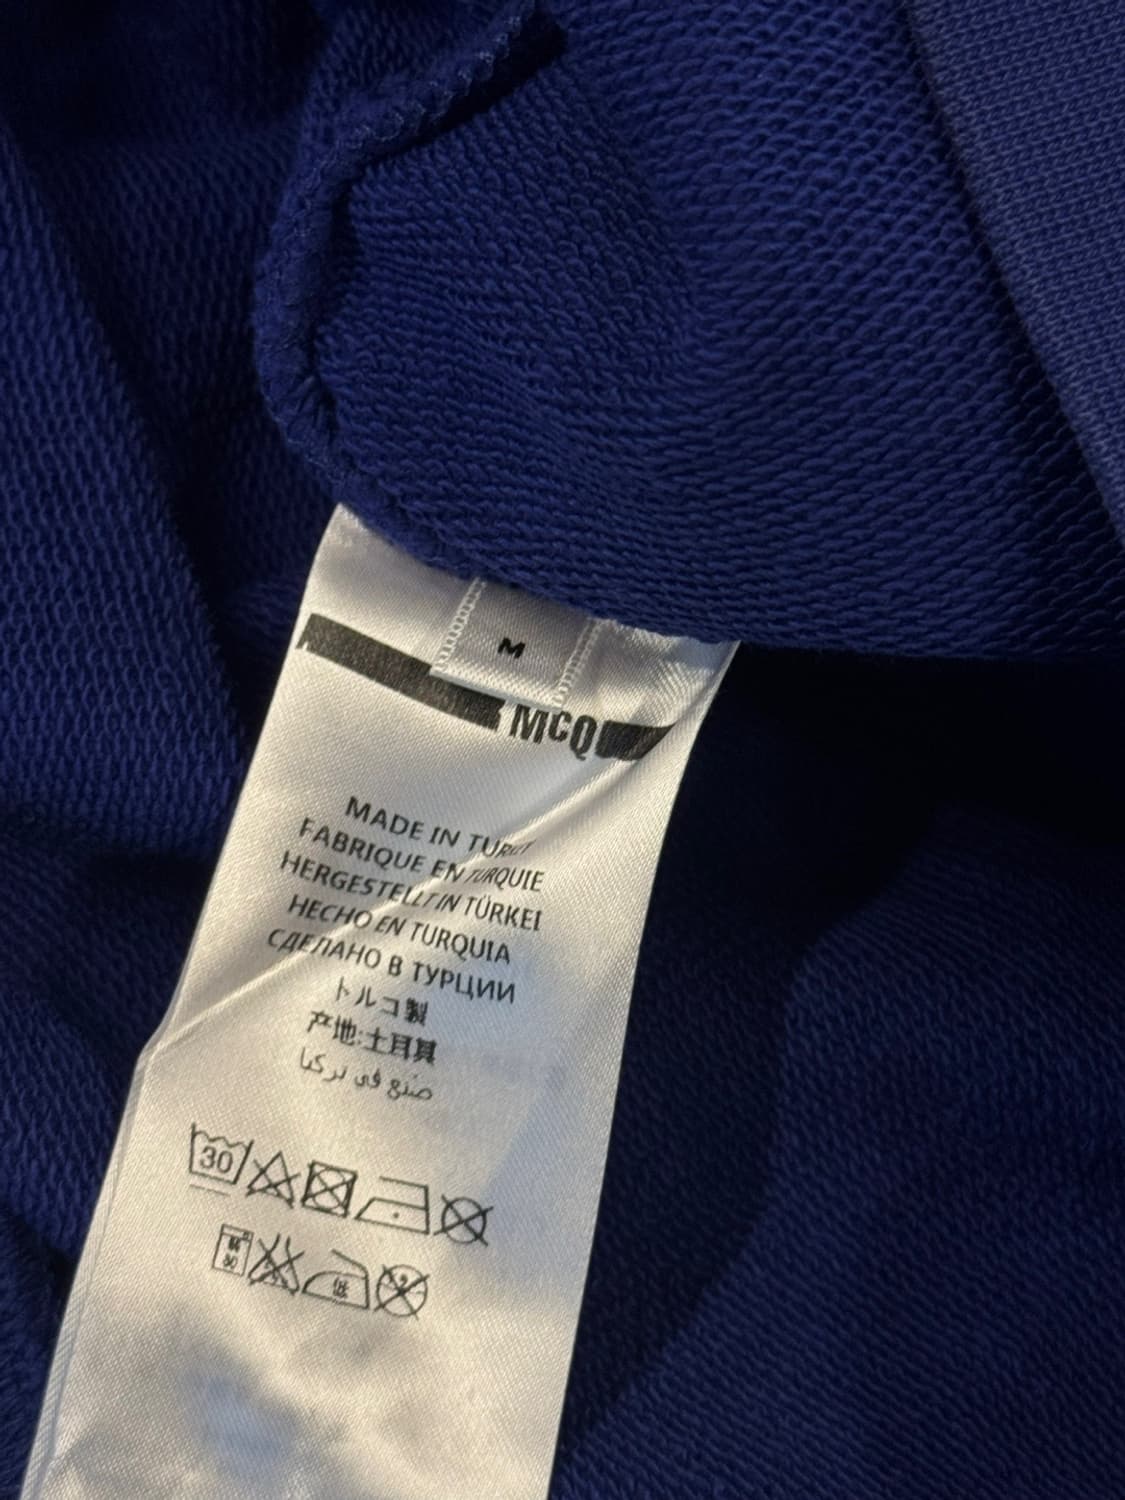 M
McQ
MADE IN
FABRIQUE EN TURQUIE
HERGESTELLT IN TÜRKEI
HECHO EN TURQUIA
СДЕЛАНО В ТУРЦИИ
トルコ製
产地:土耳其
صنع في تركيا
30
低